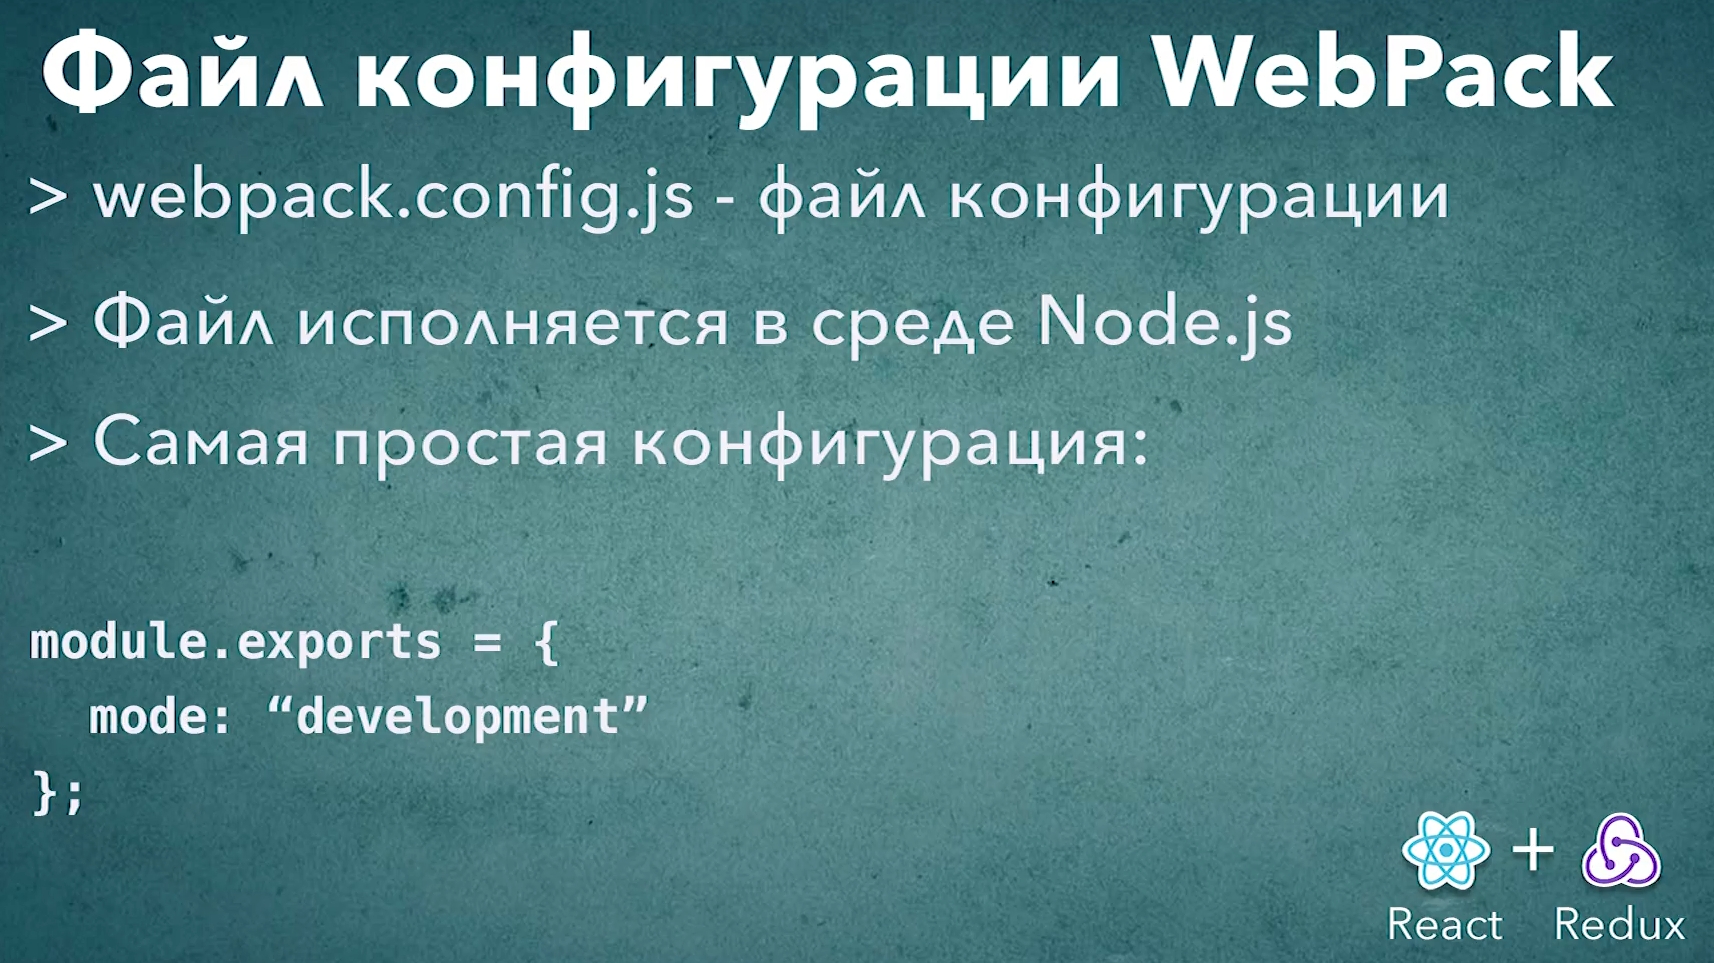 Файл конфигурации WebPack
> webpack.config.js - файл конфигурации
> Файл исполняется в среде Node.js
> Самая простая конфигурация:
module.exports = {
  mode: “development”
};
React + Redux